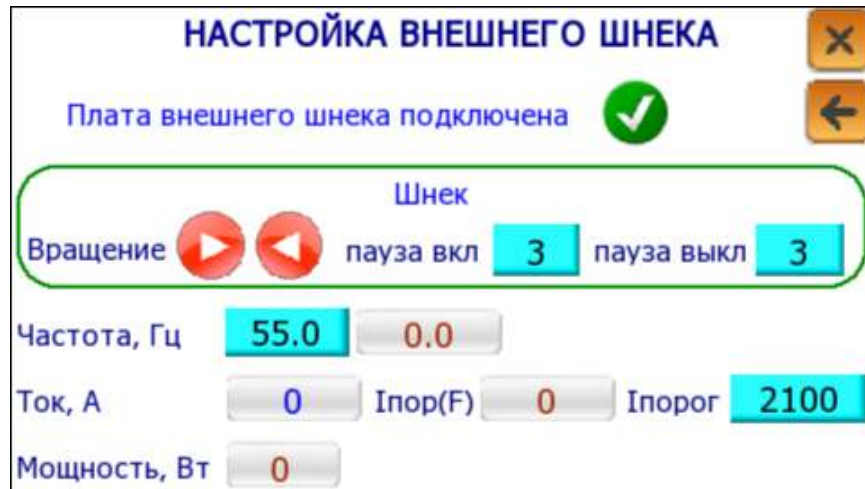 НАСТРОЙКА ВНЕШНЕГО ШНЕКА
Плата внешнего шнека подключена
Шнек
Вращение пауза вкл 3 пауза выкл 3
Частота, Гц 55.0 0.0
Ток, А 0 Iпор(F) 0 Iпорог 2100
Мощность, Вт 0